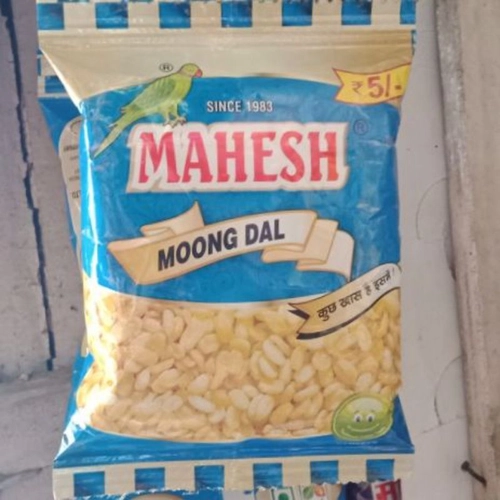 ₹ 5/-
SINCE 1983
MAHESH
MOONG DAL
कुछ खास है इसमें !